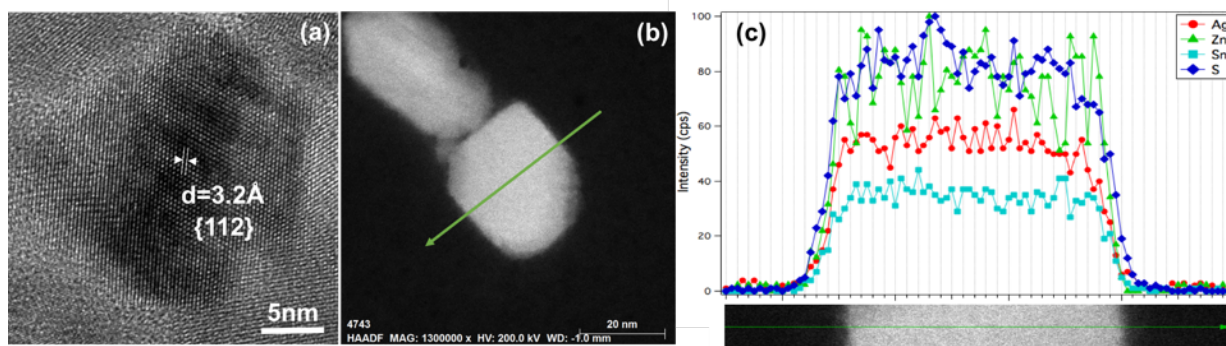 (a)
d=3.2Å
{112}
5nm
(b)
4743
HAADF MAG: 1300000 x HV: 200.0 kV WD: -1.0 mm
20 nm
(c)
Intensity (cps)
100
80
60
40
20
0
Ag
Zn
Sn
S